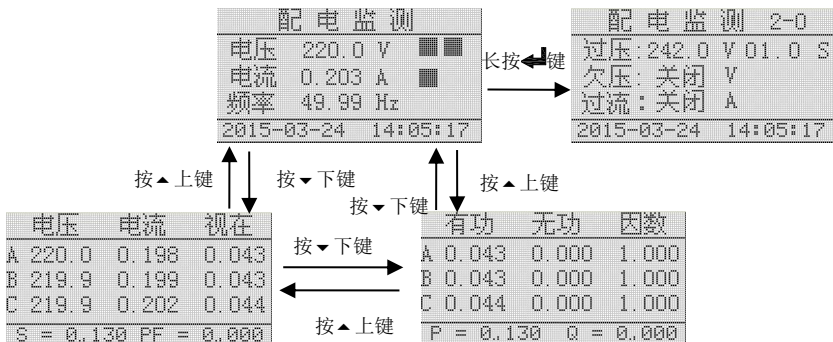 配 电 监 测
电压 220.0 V
电流 0.203 A
频率 49.99 Hz
2015-03-24 14:05:17
长按 键
配 电 监 测 2-0
过压:242.0 V 01.0 S
欠压: 关闭 V
过流: 关闭 A
2015-03-24 14:05:17
按▲上键
按▼下键
按▼下键
按▲上键
电压 电流 视在
A 220.0 0.198 0.043
B 219.9 0.199 0.043
C 219.9 0.202 0.044
S = 0.130 PF = 0.000
按▼下键
按▲上键
有功 无功 因数
A 0.043 0.000 1.000
B 0.043 0.000 1.000
C 0.044 0.000 1.000
P = 0.130 Q = 0.000